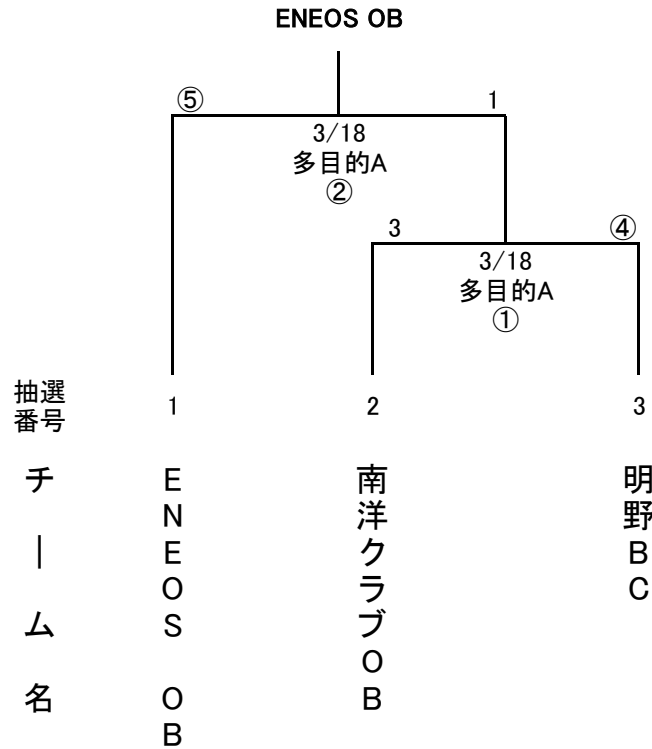 ENEOS OB
⑤ 1
3/18
多目的A
②
3 ④
3/18
多目的A
①
抽選
番号
1 2 3
チーム名
ENEOS OB
南洋クラブOB
明野BC